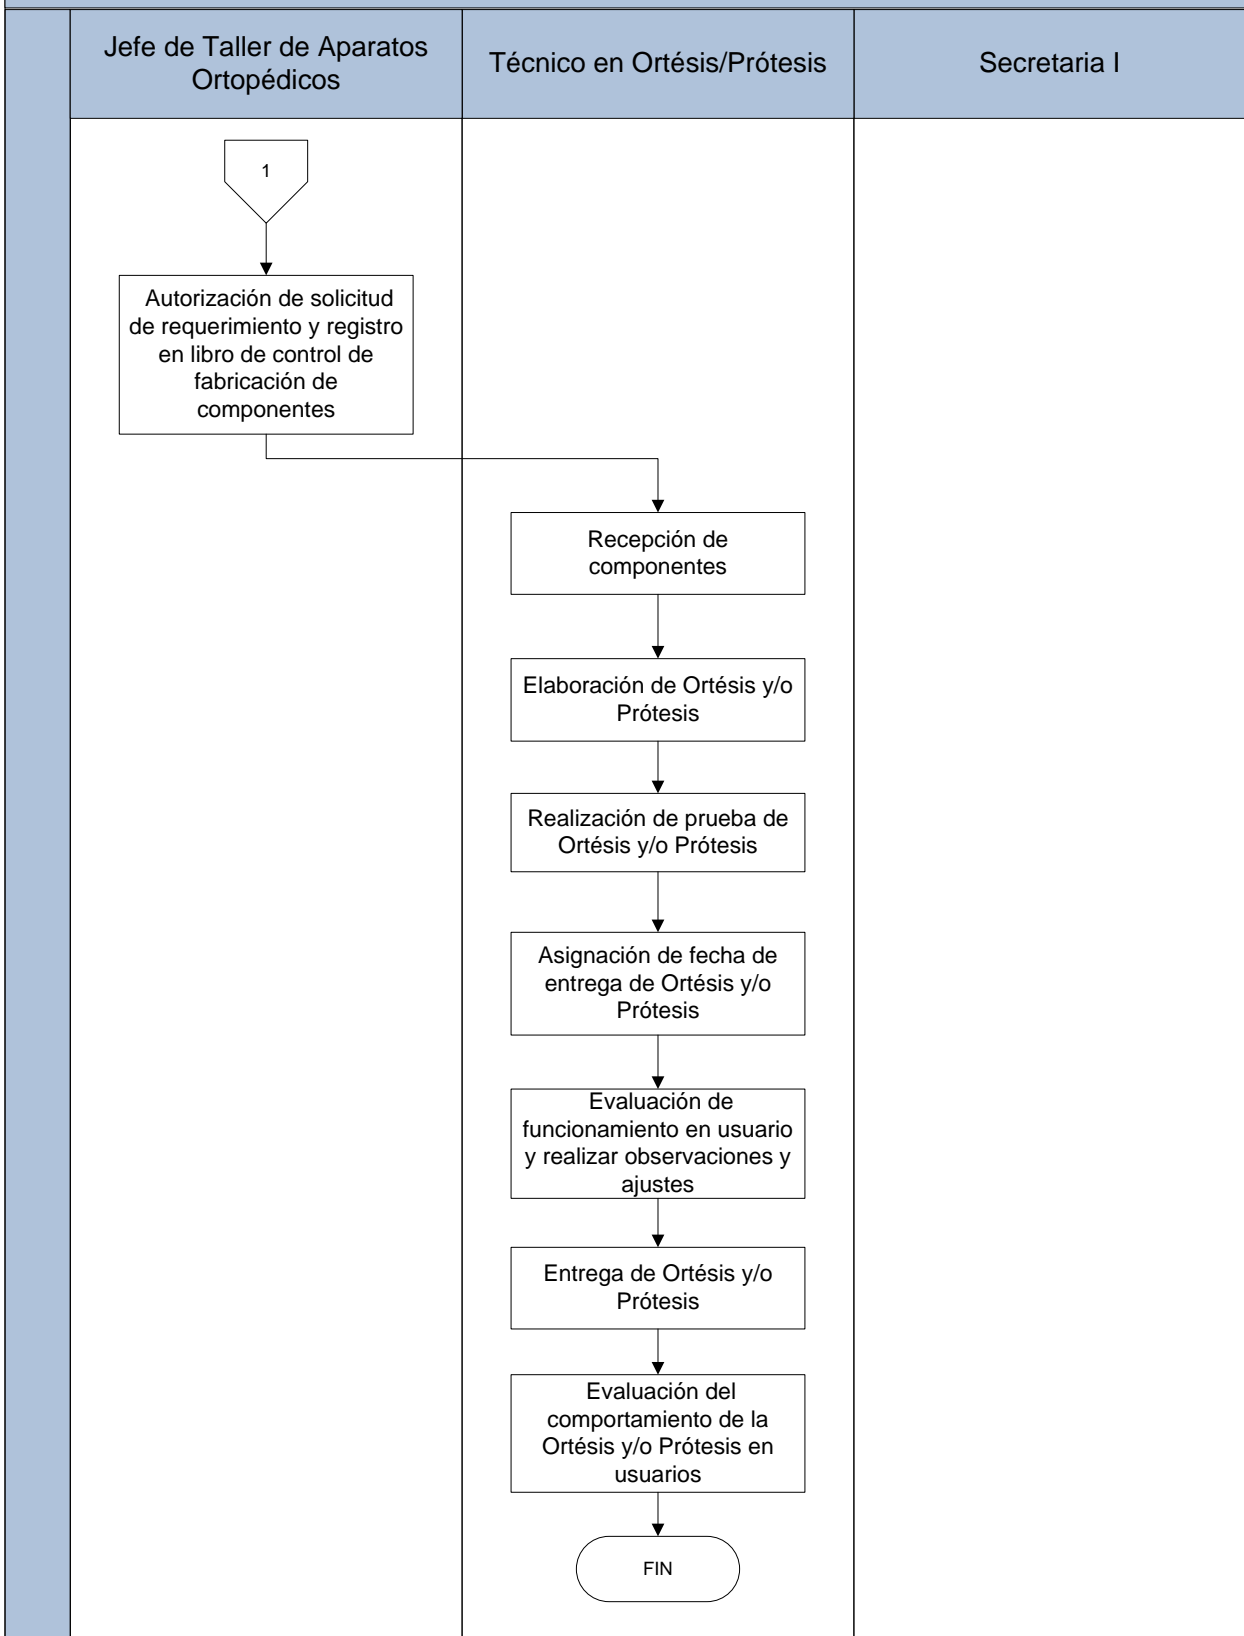 Jefe de Taller de Aparatos
Ortopédicos
Técnico en Ortésis/Prótesis
Secretaria I
1
Autorización de solicitud
de requerimiento y registro
en libro de control de
fabricación de
componentes
Recepción de
componentes
Elaboración de Ortésis y/o
Prótesis
Realización de prueba de
Ortésis y/o Prótesis
Asignación de fecha de
entrega de Ortésis y/o
Prótesis
Evaluación de
funcionamiento en usuario
y realizar observaciones y
ajustes
Entrega de Ortésis y/o
Prótesis
Evaluación del
comportamiento de la
Ortésis y/o Prótesis en
usuarios
FIN